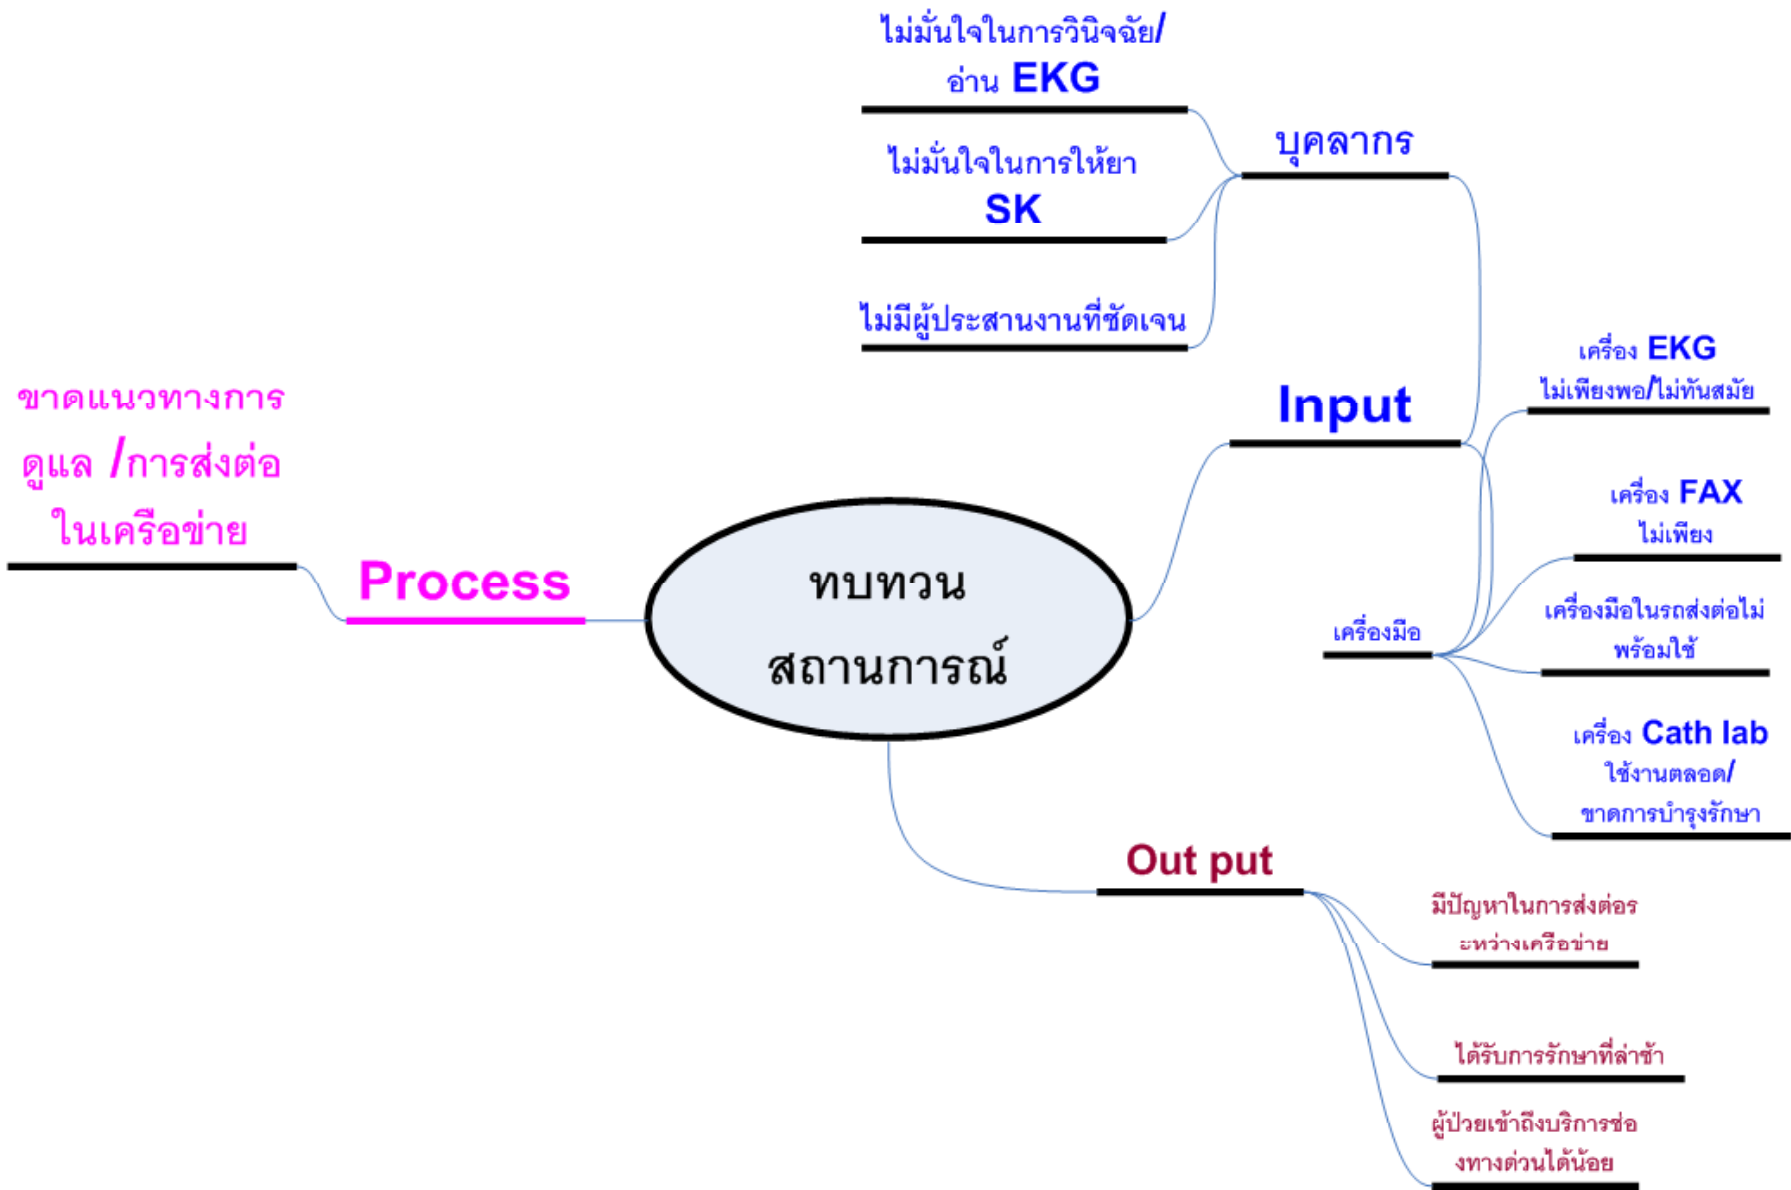 ไม่มั่นใจในการวินิจฉัย/
อ่าน EKG
บุคลากร
ไม่มั่นใจในการให้ยา
SK
ไม่มีผู้ประสานงานที่ชัดเจน
Input
เครื่อง EKG
ไม่เพียงพอ/ไม่ทันสมัย
เครื่อง FAX
ไม่เพียง
เครื่องมือ
เครื่องมือในรถส่งต่อไม่
พร้อมใช้
เครื่อง Cath lab
ใช้งานตลอด/
ขาดการบำรุงรักษา
ขาดแนวทางการ
ดูแล /การส่งต่อ
ในเครือข่าย
Process
ทบทวน
สถานการณ์
Out put
มีปัญหาในการส่งต่อร
ะหว่างเครือข่าย
ได้รับการรักษาที่ล่าช้า
ผู้ป่วยเข้าถึงบริการช่อ
งทางด่วนได้น้อย